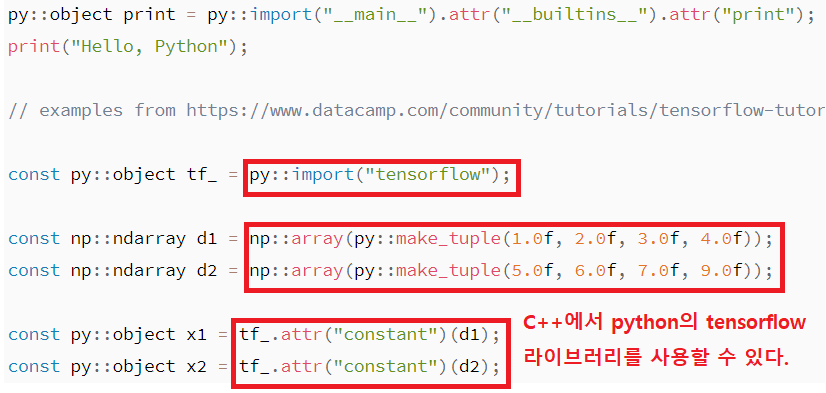 py::object print = py::import("__main__").attr("__builtins__").attr("print");
print("Hello, Python");
// examples from https://www.datacamp.com/community/tutorials/tensorflow-tutor
const py::object tf_ = py::import("tensorflow");
const np::ndarray d1 = np::array(py::make_tuple(1.0f, 2.0f, 3.0f, 4.0f));
const np::ndarray d2 = np::array(py::make_tuple(5.0f, 6.0f, 7.0f, 9.0f));
const py::object x1 = tf_.attr("constant")(d1);
const py::object x2 = tf_.attr("constant")(d2);
C++에서 python의 tensorflow
라이브러리를 사용할 수 있다.